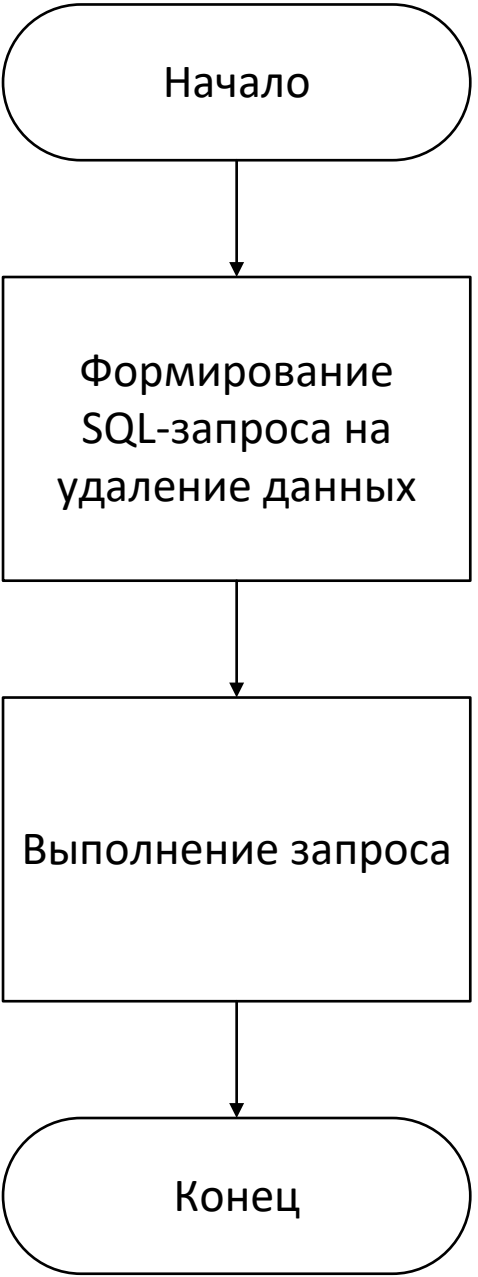 Начало
Формирование
SQL-запроса на
удаление данных
Выполнение запроса
Конец